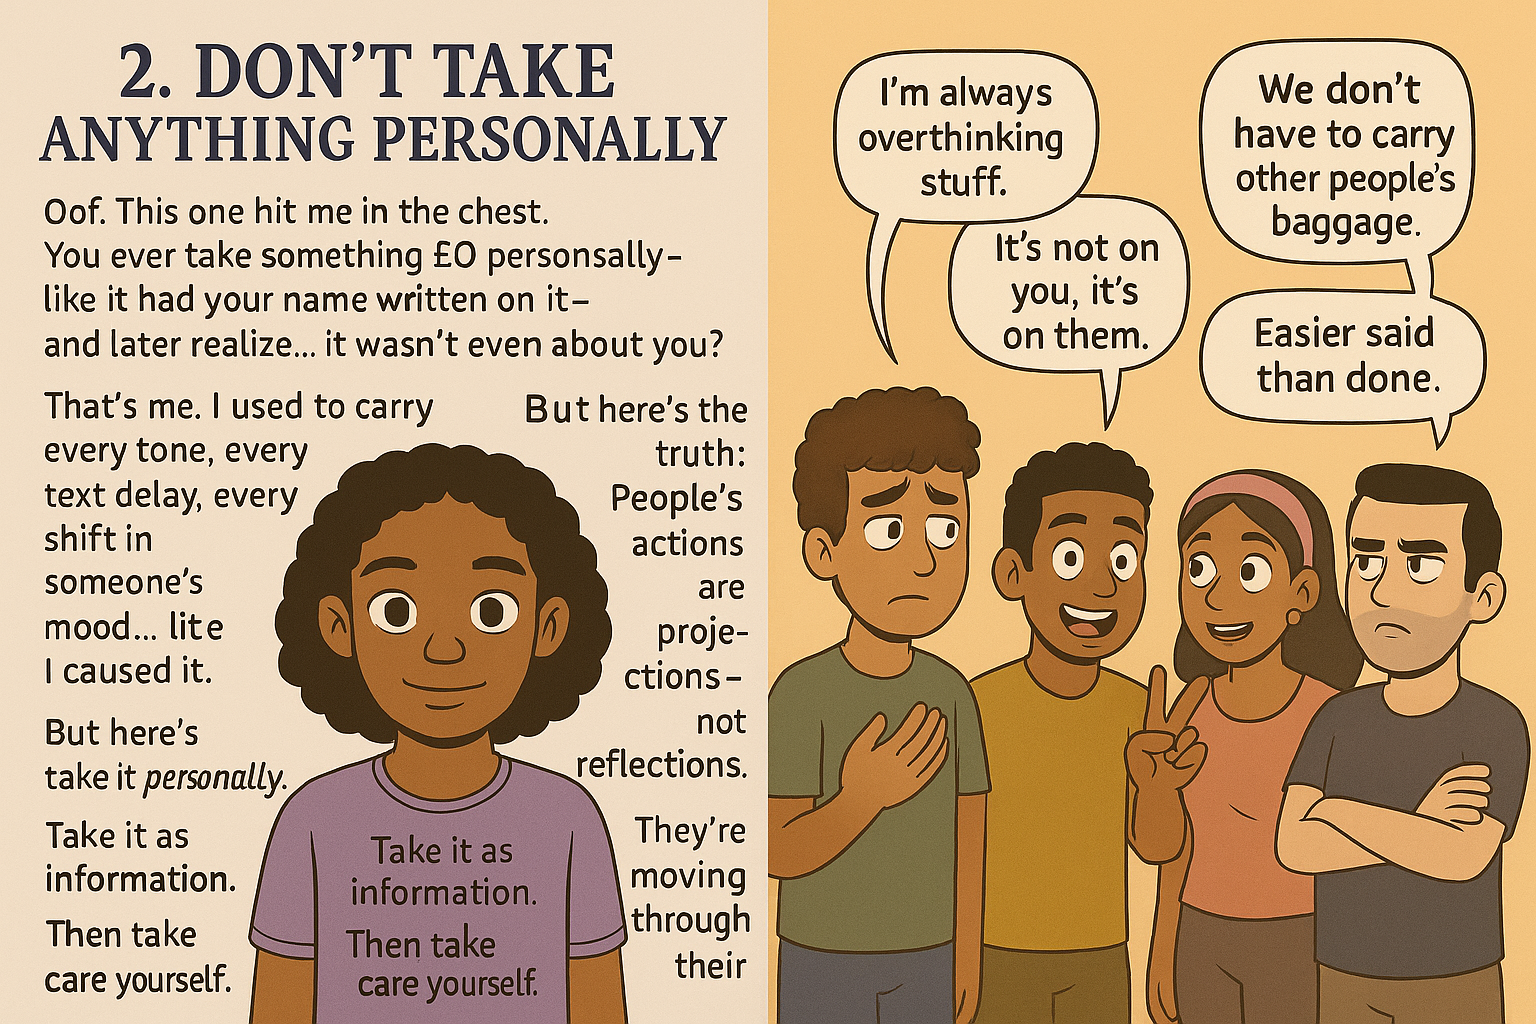 2. DON'T TAKE
ANYTHING PERSONALLY
Oof. This one hit me in the chest.
You ever take something £O personsally–
like it had your name written on it–
and later realize... it wasn't even about you?
That's me. I used to carry
every tone, every
text delay, every
shift in
someone's
mood... lite
I caused it.
But here's
take it personally.
Take it as
information.
Then take
care yourself.
But here's the
truth:
People's
actions
are
proje-
ctions–
not
reflections.
They're
moving
through
their
Take it as
information.
Then take
care yourself.
I'm always
overthinking
stuff.
It's not on
you, it's
on them.
We don't
have to carry
other people's
baggage.
Easier said
than done.